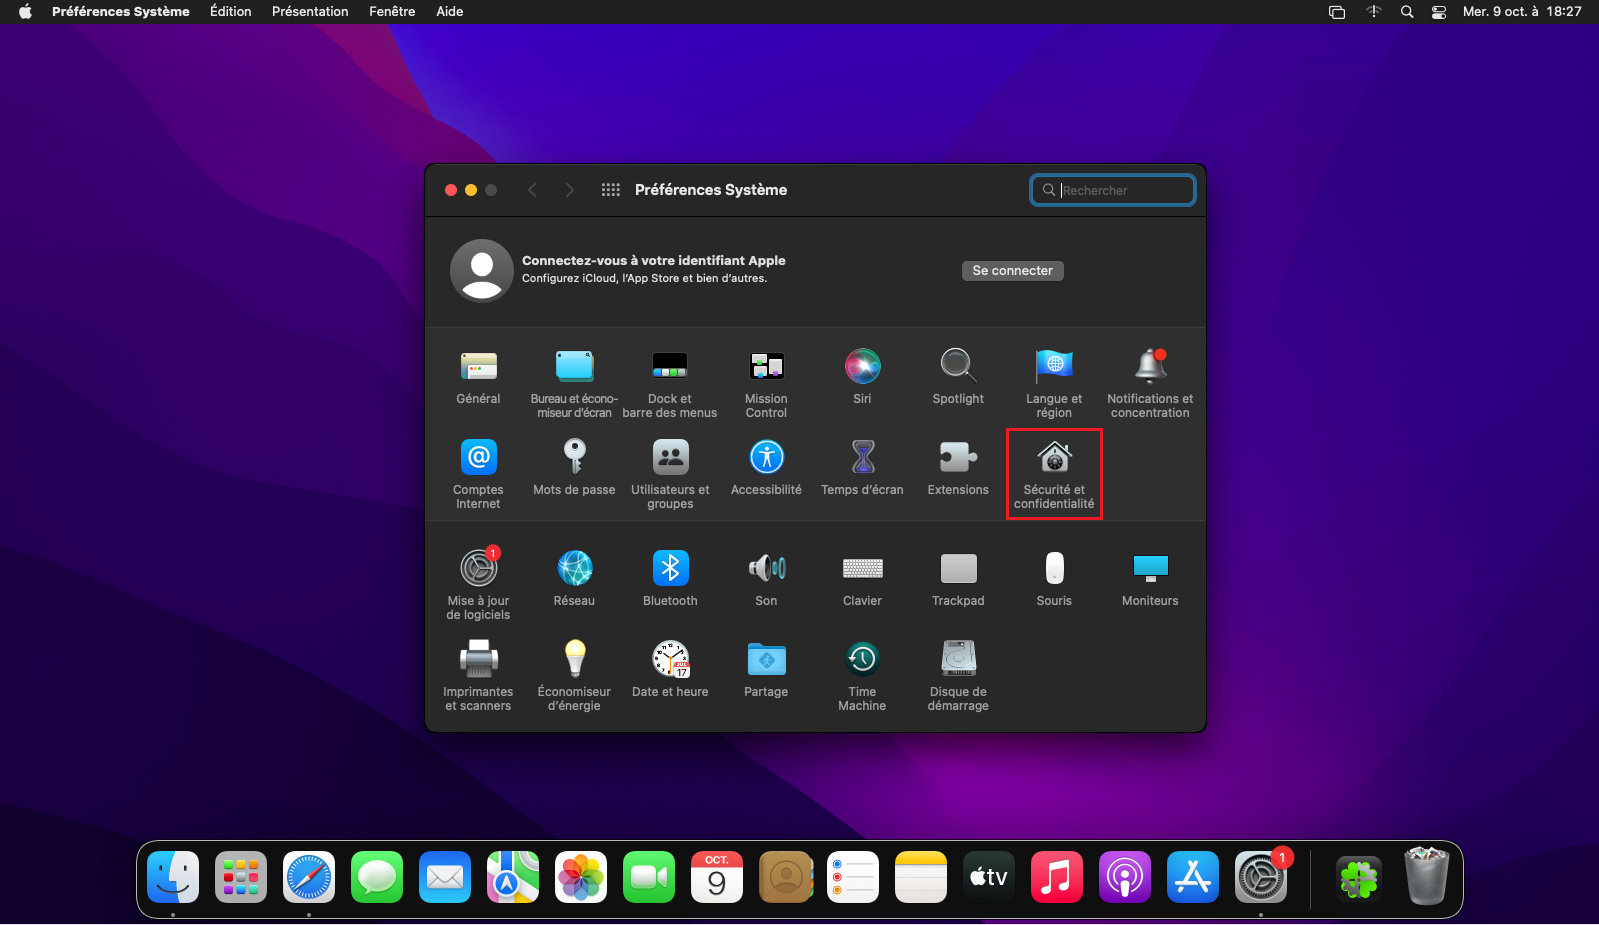 Préférences Système Édition Présentation Fenêtre Aide Mer. 9 oct. à 18:27
Préférences Système Rechercher
Connectez-vous à votre identifiant Apple
Configurez iCloud, l’App Store et bien d’autres.
Se connecter
Général
Bureau et écono-
miseur d’écran
Dock et
barre des menus
Mission
Control
Siri
Spotlight
Langue et
région
Notifications et
concentration
Comptes
Internet
Mots de passe
Utilisateurs et
groupes
Accessibilité
Temps d’écran
Extensions
Sécurité et
confidentialité
1
Mise à jour
de logiciels
Réseau
Bluetooth
Son
Clavier
Trackpad
Souris
Moniteurs
Imprimantes
et scanners
Économiseur
d’énergie
JUL
17
Date et heure
Partage
Time
Machine
Disque de
démarrage
OCT.
9
tv
1